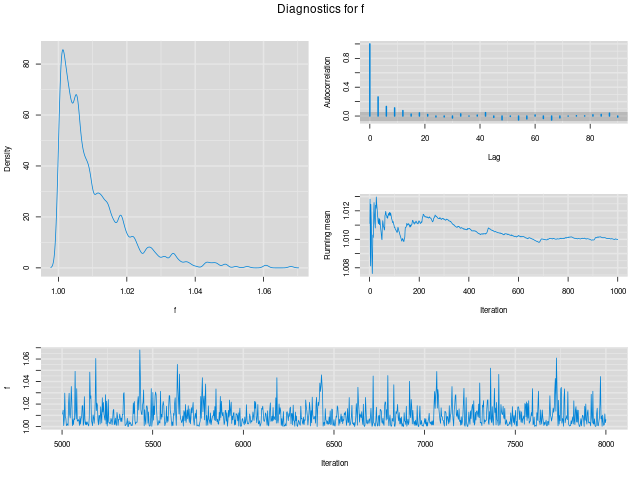 Diagnostics for f
Density
0 20 40 60 80
1.00 1.02 1.04 1.06
f
Autocorrelation
0.0 0.4 0.8
0 20 40 60 80
Lag
Running mean
1.008 1.010 1.012
0 200 400 600 800 1000
Iteration
f
1.00 1.02 1.04 1.06
5000 5500 6000 6500 7000 7500 8000
Iteration